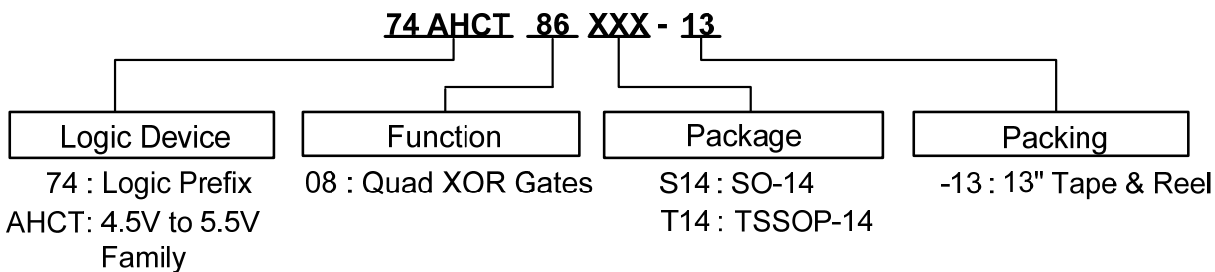 74 AHCT 86 XXX - 13
Logic Device
74 : Logic Prefix
AHCT: 4.5V to 5.5V
Family
Function
08 : Quad XOR Gates
Package
S14 : SO-14
T14 : TSSOP-14
Packing
-13 : 13" Tape & Reel